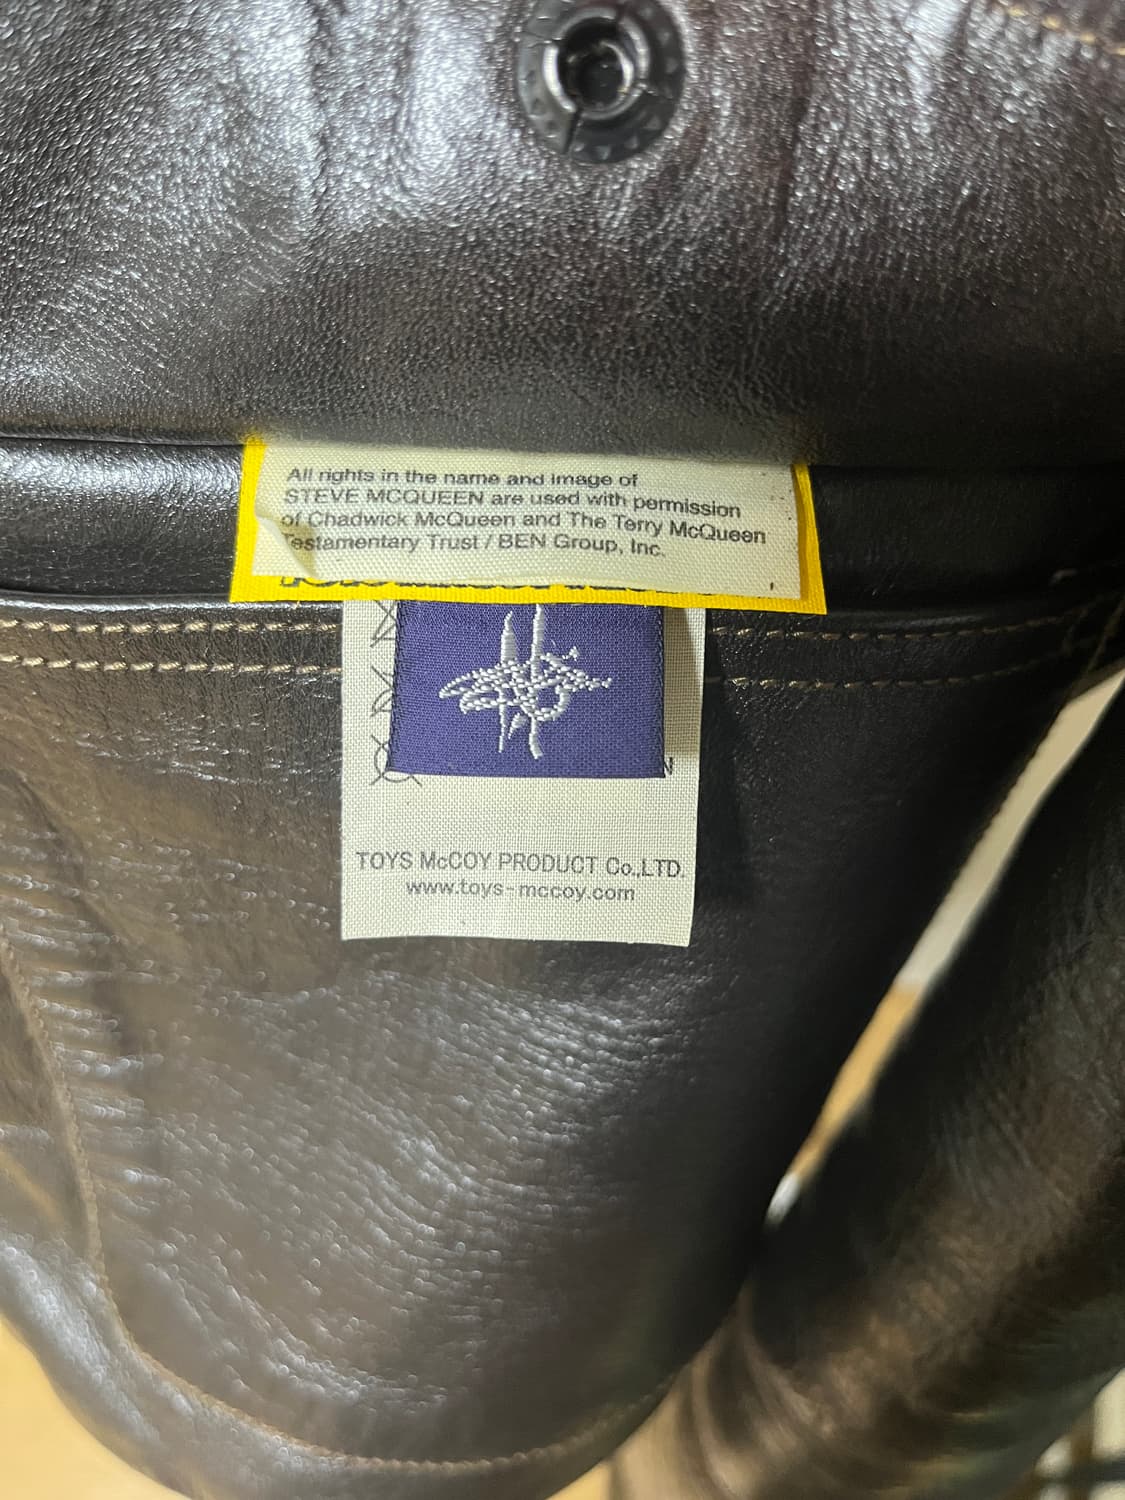 All rights in the name and image of
STEVE MCQUEEN are used with permission
of Chadwick McQueen and The Terry McQueen
Testamentary Trust / BEN Group, Inc.
N
TOYS McCOY PRODUCT Co.,LTD.
www.toys-mccoy.com